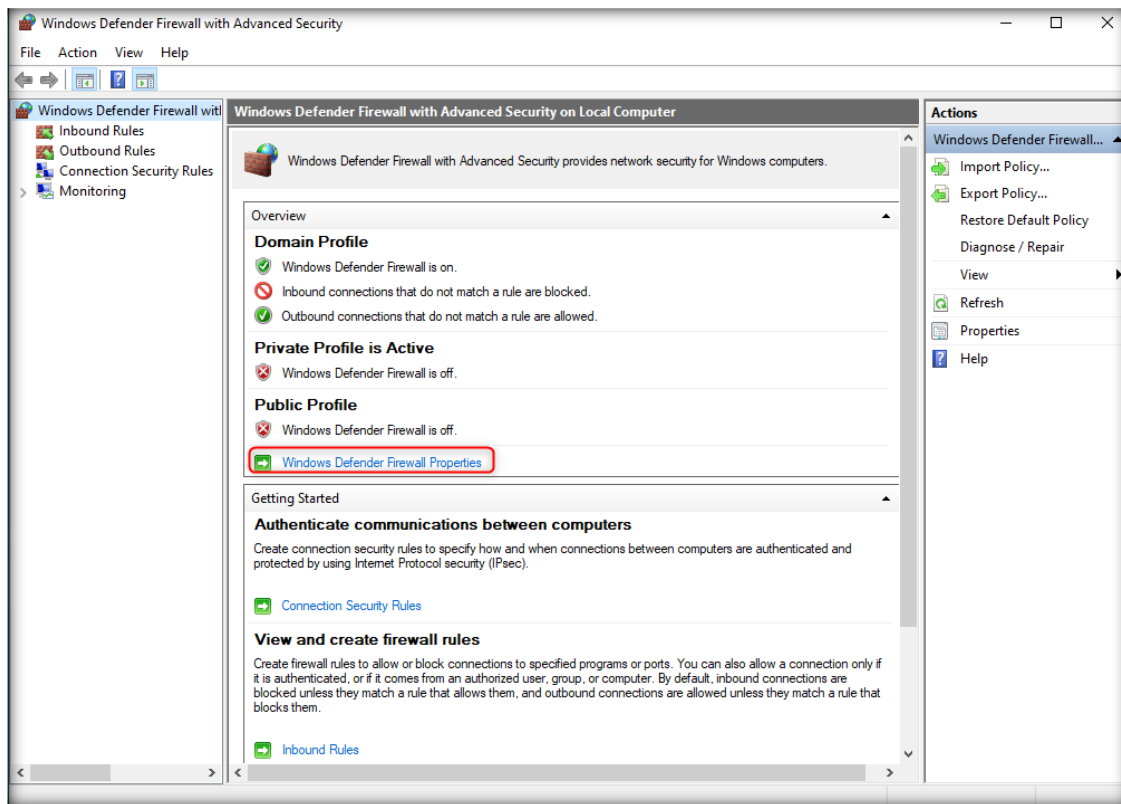 Windows Defender Firewall with Advanced Security
File Action View Help
Windows Defender Firewall with
Inbound Rules
Outbound Rules
Connection Security Rules
Monitoring
Windows Defender Firewall with Advanced Security on Local Computer
Windows Defender Firewall with Advanced Security provides network security for Windows computers.
Overview
Domain Profile
Windows Defender Firewall is on.
Inbound connections that do not match a rule are blocked.
Outbound connections that do not match a rule are allowed.
Private Profile is Active
Windows Defender Firewall is off.
Public Profile
Windows Defender Firewall is off.
Windows Defender Firewall Properties
Getting Started
Authenticate communications between computers
Create connection security rules to specify how and when connections between computers are authenticated and
protected by using Internet Protocol security (IPsec).
Connection Security Rules
View and create firewall rules
Create firewall rules to allow or block connections to specified programs or ports. You can also allow a connection only if
it is authenticated, or if it comes from an authorized user, group, or computer. By default, inbound connections are
blocked unless they match a rule that allows them, and outbound connections are allowed unless they match a rule that
blocks them.
Inbound Rules
Actions
Windows Defender Firewall...
Import Policy...
Export Policy...
Restore Default Policy
Diagnose / Repair
View
Refresh
Properties
Help